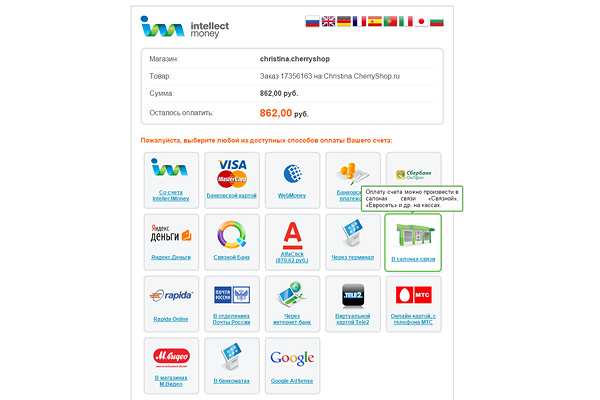 intellect
money
Магазин:
christina.cherryshop
Товар:
Заказ 17356163 на Christina.CherryShop.ru
Сумма:
862,00 руб.
Осталось оплатить:
862,00 руб.
Пожалуйста, выберите любой из доступных способов оплаты Вашего счета:
Со счета
IntellectMoney
VISA
MasterCard
Банковской картой
WebMoney
Банковс
платежо
Сбербанк
Онл@йн
Оплату счета можно произвести в
салонах связи «Связной»,
«Евросеть» и др. на кассах.
Яндекс
деньги
Яндекс.Деньги
Связной Банк
AlfaClick
(870,62 руб.)
Через терминал
В салонах связи
rapida
Rapida Online
ПОЧТА
РОССИИ
В отделениях
Почты России
Через
интернет-банк
TELE2
Виртуальной
картой Tele2
МТС
Онлайн картой, с
телефона МТС
М.видео
В магазинах
М.Видео
В банкоматах
Google
Google AdSense